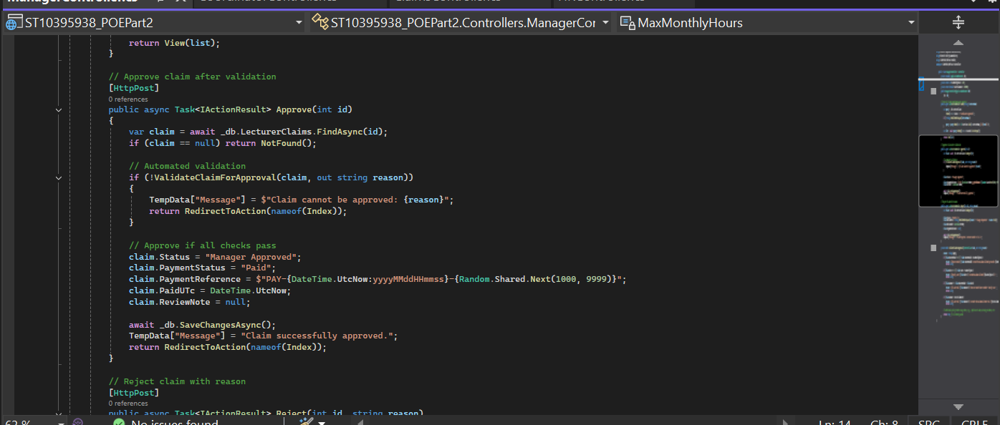 ST10395938_POEPart2 ST10395938_POEPart2.Controllers.ManagerCor MaxMonthlyHours
return View(list);
}
// Approve claim after validation
[HttpPost]
0 references
public async Task<IActionResult> Approve(int id)
{
var claim = await _db.LecturerClaims.FindAsync(id);
if (claim == null) return NotFound();
// Automated validation
if (!ValidateClaimForApproval(claim, out string reason))
{
TempData["Message"] = $"Claim cannot be approved: {reason}";
return RedirectToAction(nameof(Index));
}
// Approve if all checks pass
claim.Status = "Manager Approved";
claim.PaymentStatus = "Paid";
claim.PaymentReference = $"PAY-{DateTime.UtcNow:yyyyMMddHHmmss}-{Random.Shared.Next(1000, 9999)}";
claim.PaidUTc = DateTime.UtcNow;
claim.ReviewNote = null;
await _db.SaveChangesAsync();
TempData["Message"] = "Claim successfully approved.";
return RedirectToAction(nameof(Index));
}
// Reject claim with reason
[HttpPost]
0 references
public async Task<IActionResult> Reject(int id, string reason)
62 % No issues found Ln: 14 Ch: 8 SPC CRLF